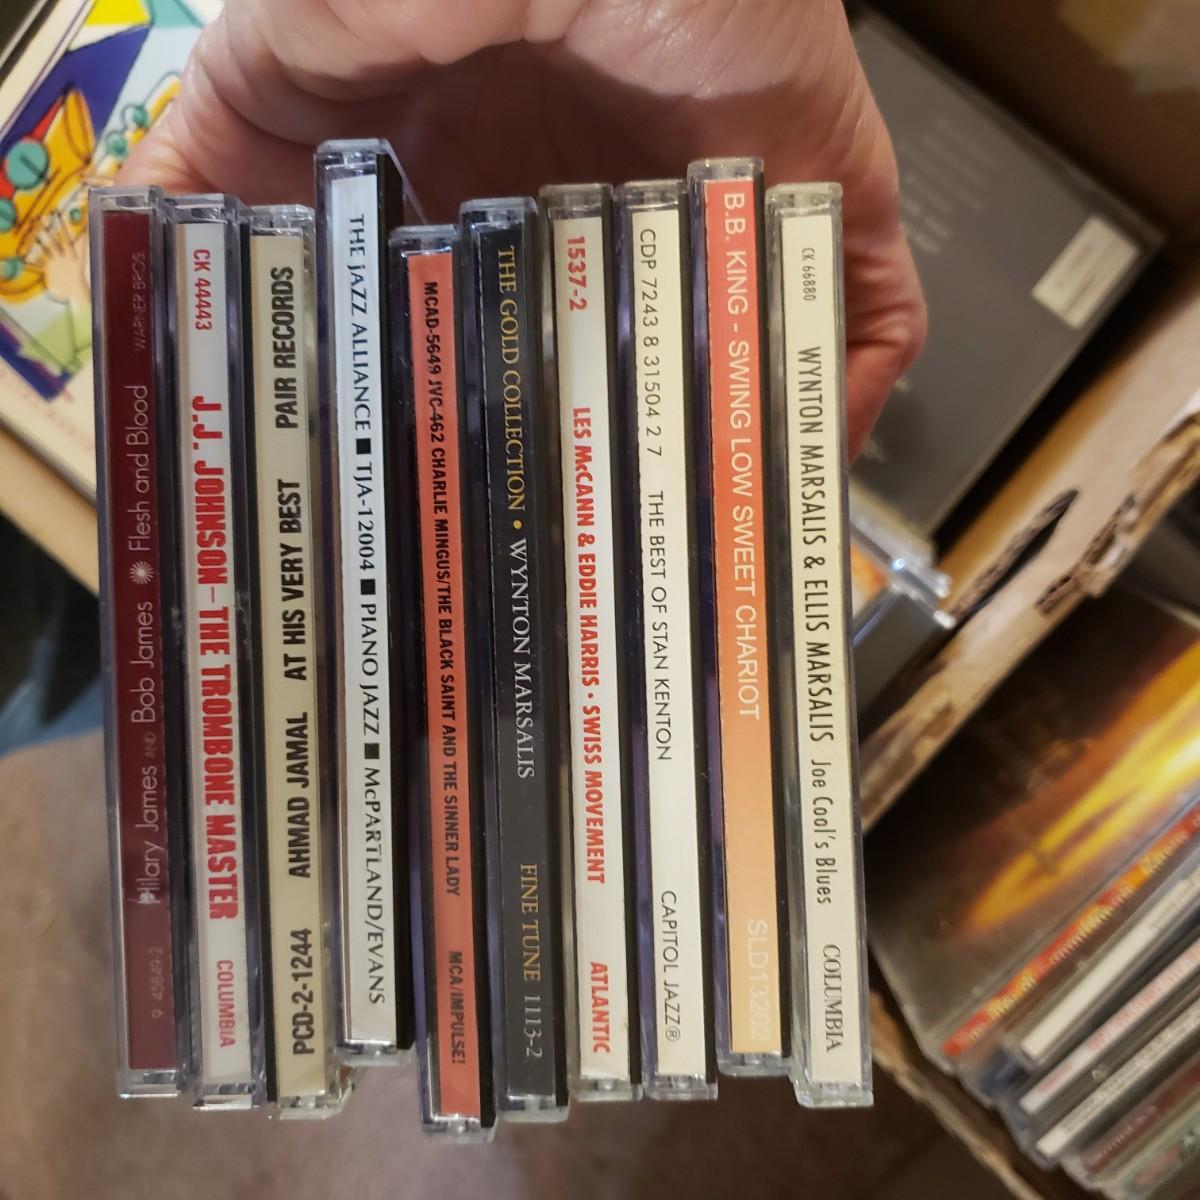 Hilary James AND Bob James ✺ Flesh and Blood WARNER BROS
CK 44443 J.J. JOHNSON–THE TROMBONE MASTER COLUMBIA
PCD-2-1244 AHMAD JAMAL AT HIS VERY BEST PAIR RECORDS
THE JAZZ ALLIANCE ■ TJA-12004 ■ PIANO JAZZ ■ McPARTLAND/EVANS
MCAD-5649 JVC-462 CHARLIE MINGUS/THE BLACK SAINT AND THE SINNER LADY MCA/IMPULSE!
THE GOLD COLLECTION • WYNTON MARSALIS FINE TUNE 1113-2
1537-2 LES McCANN & EDDIE HARRIS • SWISS MOVEMENT ATLANTIC
CDP 7243 8 31504 2 7 THE BEST OF STAN KENTON CAPITOL JAZZ®
B.B. KING - SWING LOW SWEET CHARIOT SLD13202
CK 66880 WYNTON MARSALIS & ELLIS MARSALIS Joe Cool's Blues COLUMBIA